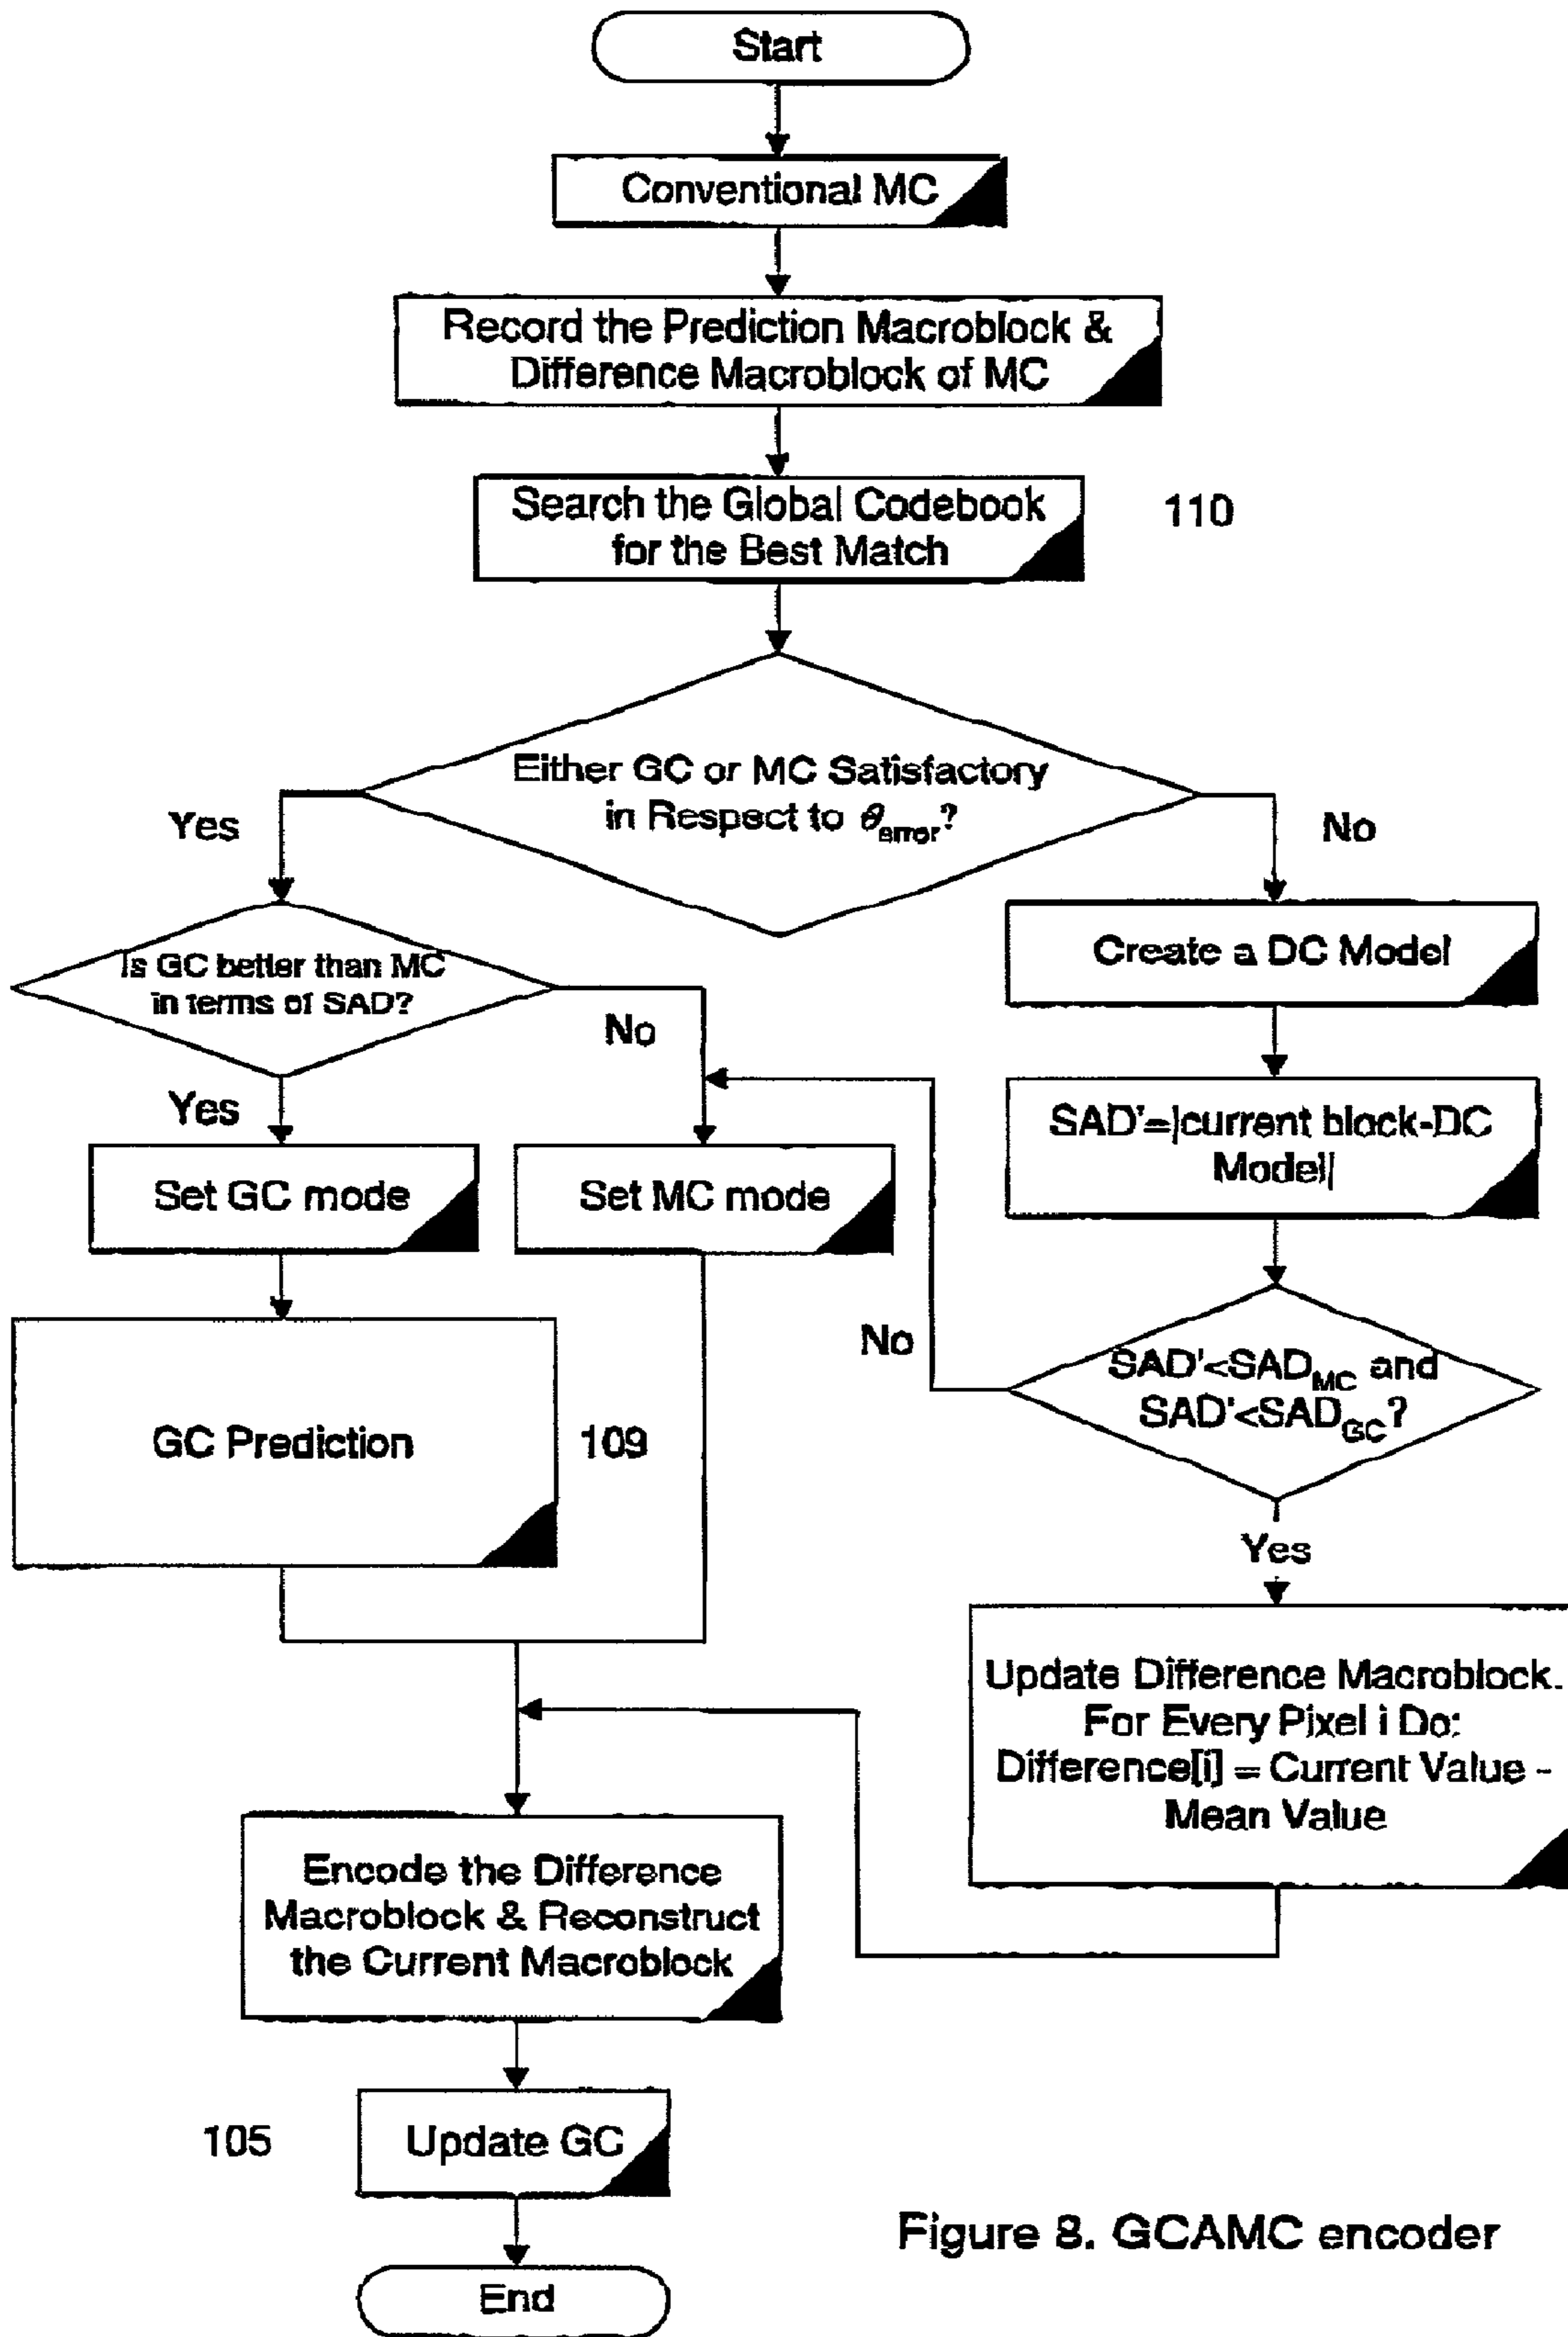 Start
Conventional MC
Record the Prediction Macroblock &
Difference Macroblock of MC
Search the Global Codebook
for the Best Match
110
Either GC or MC Satisfactory
in Respect to θerror?
Yes
No
Is GC better than MC
in terms of SAD?
No
Yes
Create a DC Model
SAD'=|current block-DC
Model|
Set GC mode
Set MC mode
No
SAD'<SADMC and
SAD'<SADGC?
GC Prediction
109
Yes
Update Difference Macroblock.
For Every Pixel i Do:
Difference[i] = Current Value -
Mean Value
Encode the Difference
Macroblock & Reconstruct
the Current Macroblock
105
Update GC
Figure 8. GCAMC encoder
End